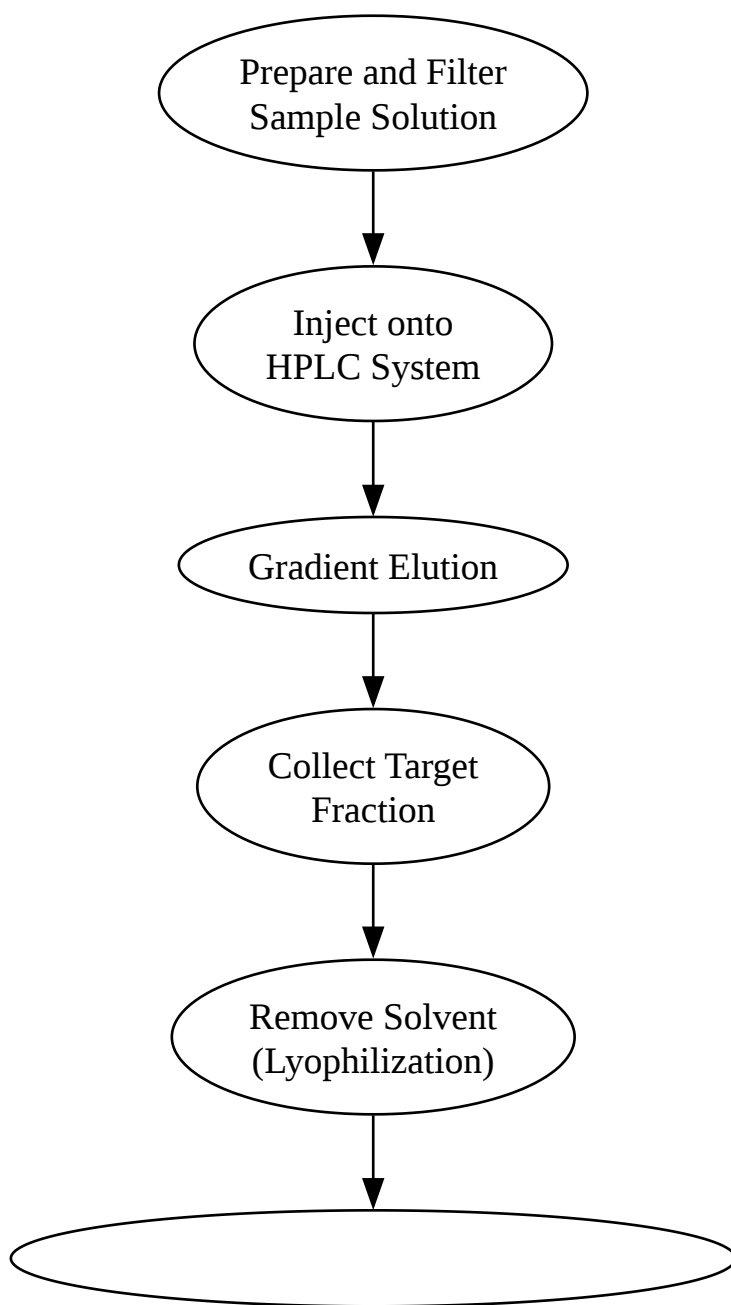 Prepare and Filter
Sample Solution
Inject onto
HPLC System
Gradient Elution
Collect Target
Fraction
Remove Solvent
(Lyophilization)